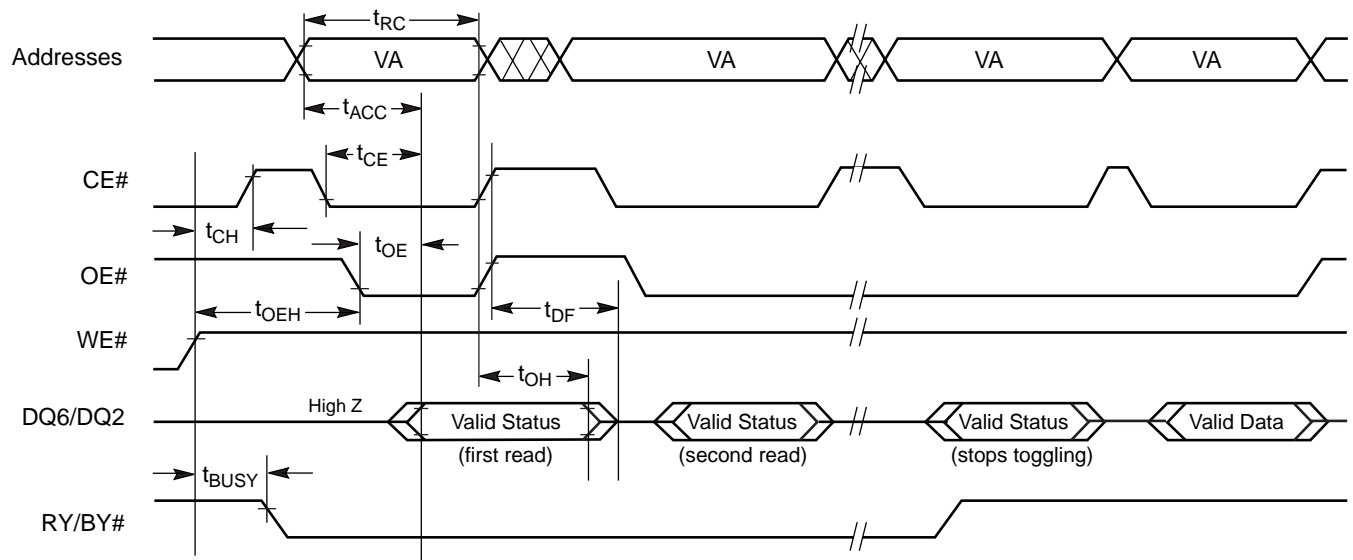 tRC
Addresses VA VA VA VA
tACC
tCE
CE#
tCH tOE
OE#
tOEH tDF
WE#
tOH
High Z
DQ6/DQ2 Valid Status Valid Status Valid Status Valid Data
(first read) (second read) (stops toggling)
tBUSY
RY/BY#